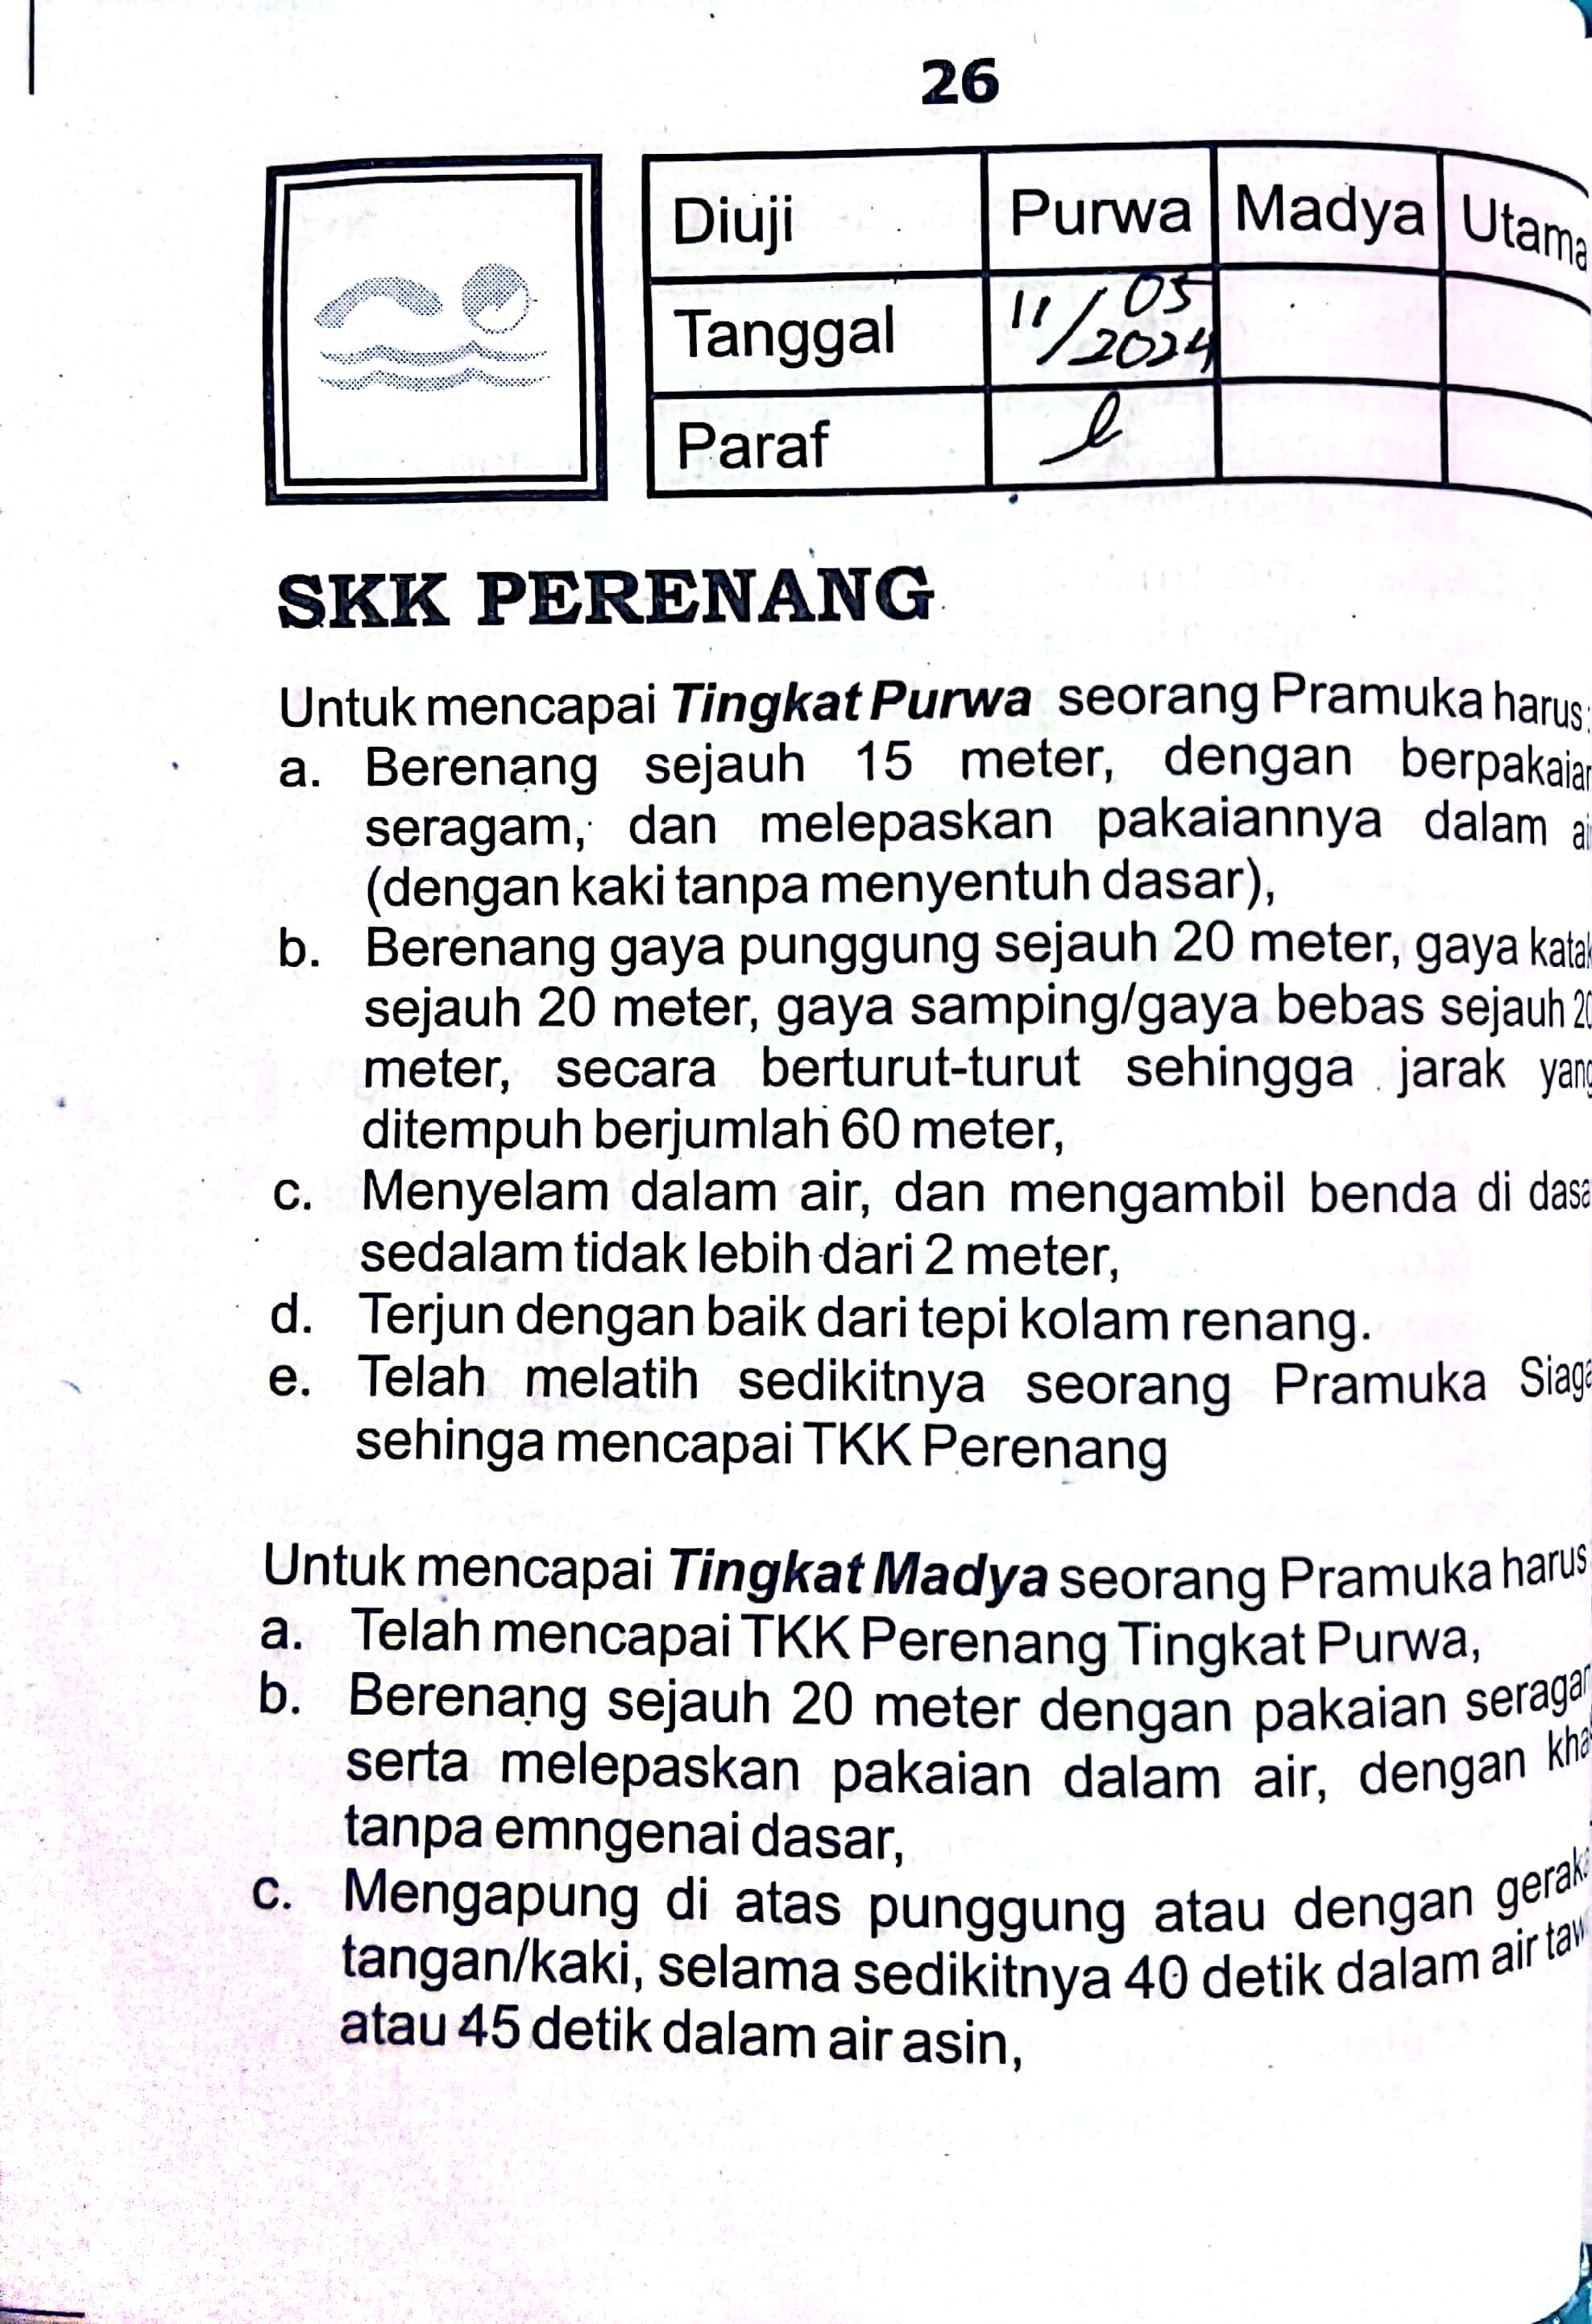 26
Diuji Purwa Madya Utama
Tanggal 11/05/2024
Paraf
SKK PERENANG
Untuk mencapai Tingkat Purwa seorang Pramuka harus:
a. Berenang sejauh 15 meter, dengan berpakaian
seragam, dan melepaskan pakaiannya dalam ai
(dengan kaki tanpa menyentuh dasar),
b. Berenang gaya punggung sejauh 20 meter, gaya katak
sejauh 20 meter, gaya samping/gaya bebas sejauh 20
meter, secara berturut-turut sehingga jarak yang
ditempuh berjumlah 60 meter,
c. Menyelam dalam air, dan mengambil benda di dasa
sedalam tidak lebih dari 2 meter,
d. Terjun dengan baik dari tepi kolam renang.
e. Telah melatih sedikitnya seorang Pramuka Siaga
sehinga mencapai TKK Perenang
Untuk mencapai Tingkat Madya seorang Pramuka harus
a. Telah mencapai TKK Perenang Tingkat Purwa,
b. Berenang sejauh 20 meter dengan pakaian seragam
serta melepaskan pakaian dalam air, dengan
tanpa emngenai dasar,
c. Mengapung di atas punggung atau dengan geraka
tangan/kaki, selama sedikitnya 40 detik dalam air taw
atau 45 detik dalam air asin,